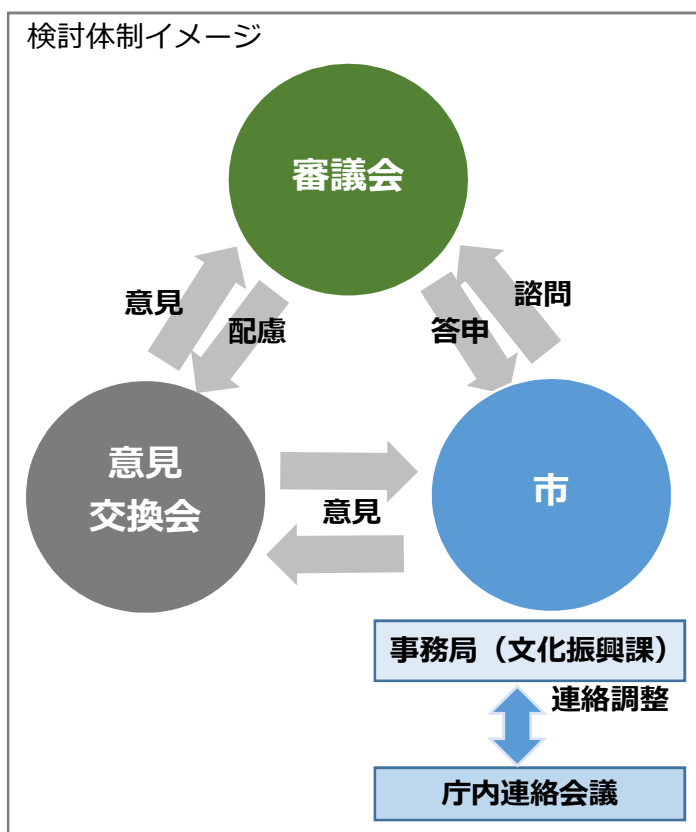 検討体制イメージ
審議会
意見
配慮
答申
諮問
意見
交換会
意見
市
事務局（文化振興課）
連絡調整
庁内連絡会議